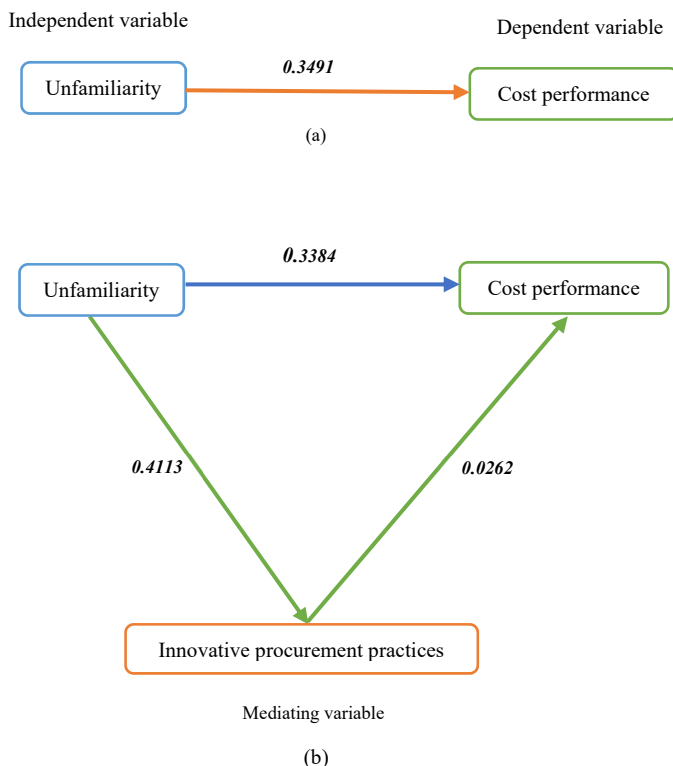 Independent variable
Dependent variable
0.3491
Unfamiliarity
Cost performance
(a)
0.3384
Unfamiliarity
Cost performance
0.4113
0.0262
Innovative procurement practices
Mediating variable
(b)